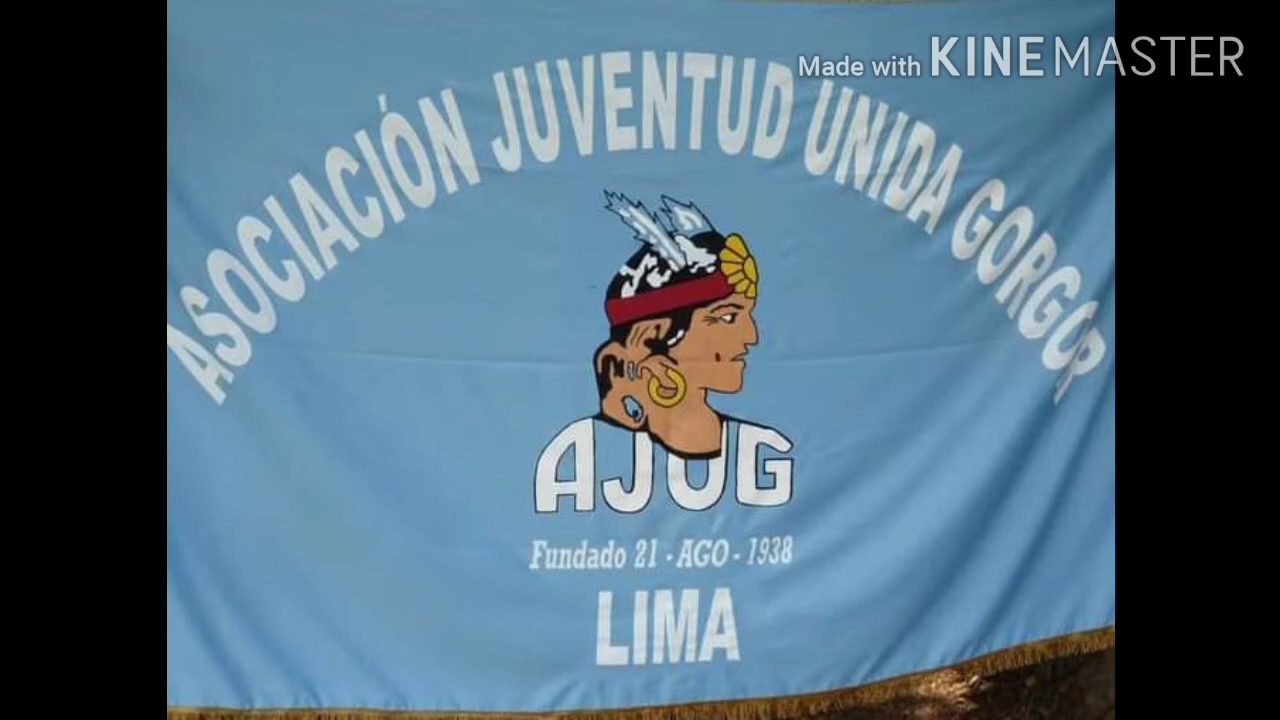 Made with KINEMASTER
ASOCIACIÓN JUVENTUD UNIDA GORGOR
AJUG
Fundado 21 - AGO - 1938
LIMA